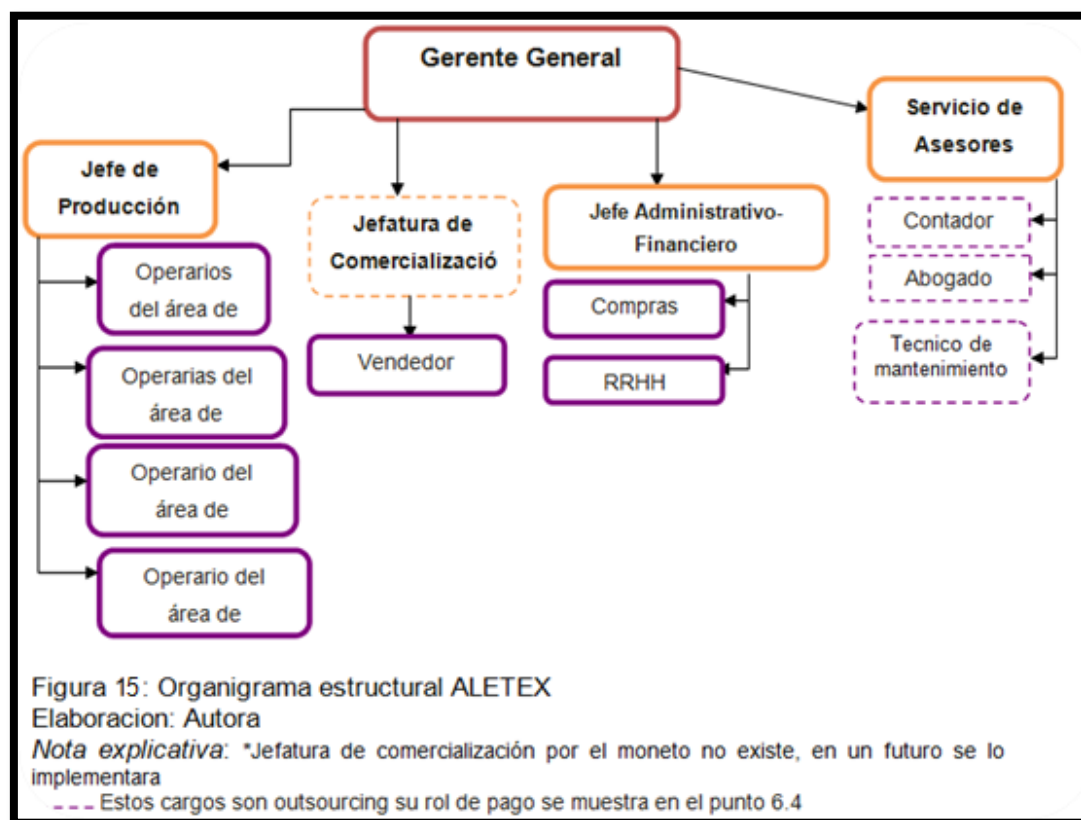 Gerente General
Servicio de
Asesores
Jefe de
Producción
Jefatura de
Comercializació
Jefe Administrativo-
Financiero
Contador
Abogado
Tecnico de
mantenimiento
Operarios
del área de
Operarias del
área de
Operario del
área de
Operario del
área de
Vendedor
Compras
RRHH
Figura 15: Organigrama estructural ALETEX
Elaboracion: Autora
Nota explicativa: *Jefatura de comercialización por el moneto no existe, en un futuro se lo
implementara
Estos cargos son outsourcing su rol de pago se muestra en el punto 6.4